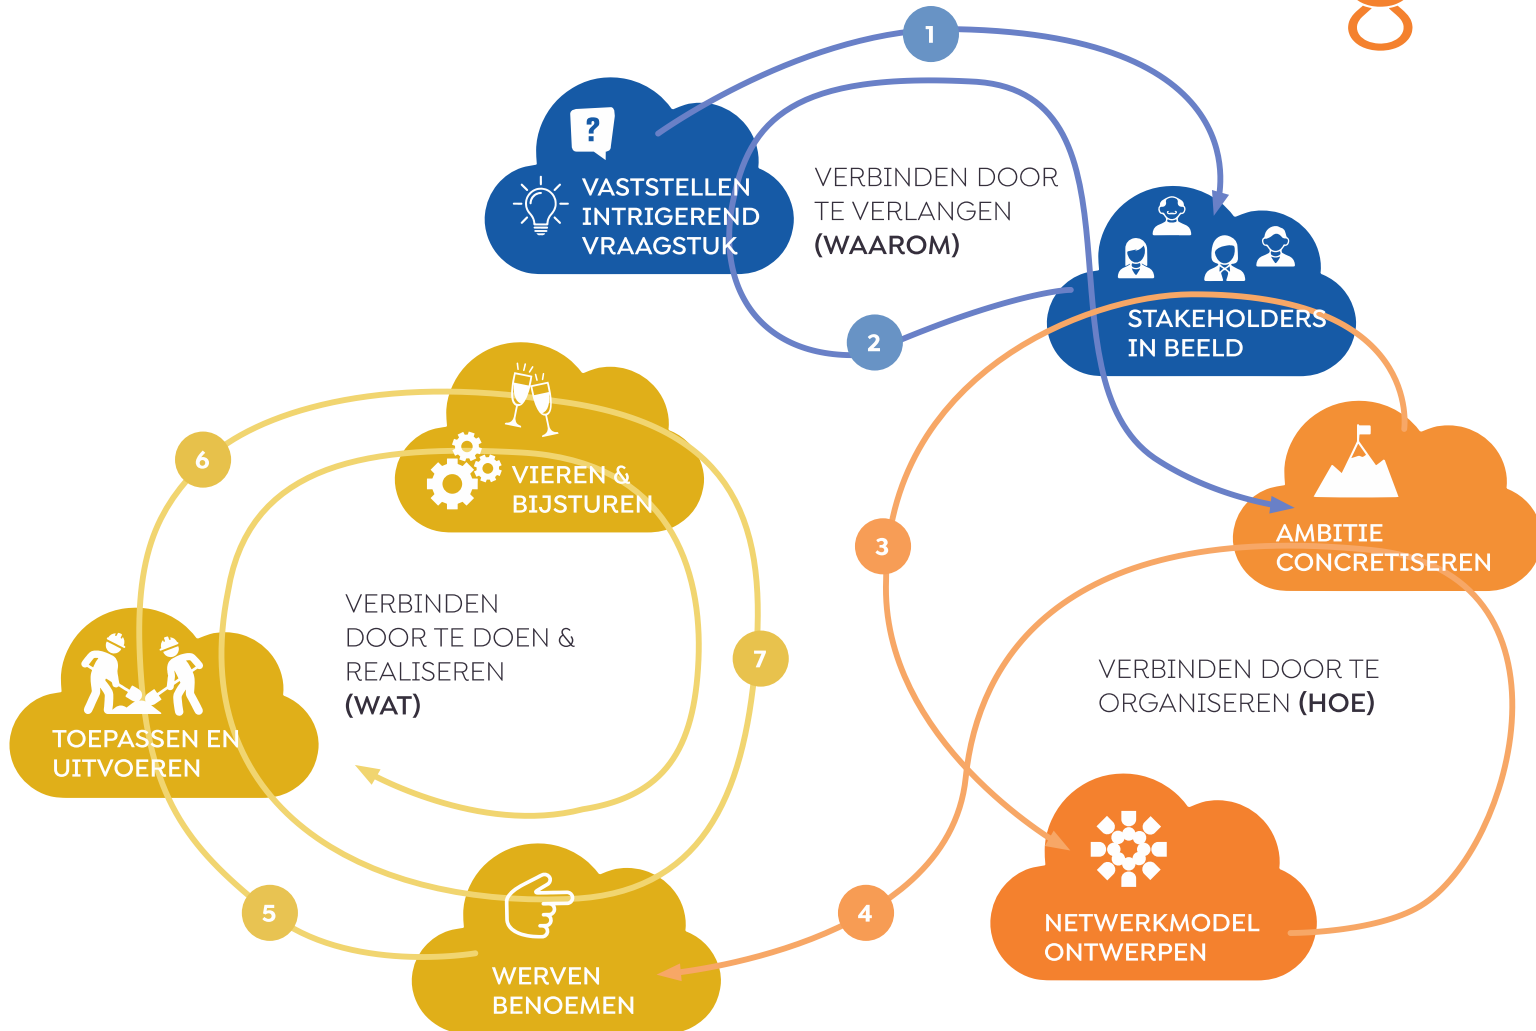 1
?
VASTSTELLEN
INTRIGEREND
VRAAGSTUK
VERBINDEN DOOR
TE VERLANGEN
(WAAROM)
2
STAKEHOLDERS
IN BEELD
6
VIEREN &
BIJSTUREN
3
AMBITIE
CONCRETISEREN
VERBINDEN
DOOR TE DOEN &
REALISEREN
(WAT)
7
VERBINDEN DOOR TE
ORGANISEREN (HOE)
TOEPASSEN EN
UITVOEREN
5
4
NETWERKMODEL
ONTWERPEN
WERVEN
BENOEMEN